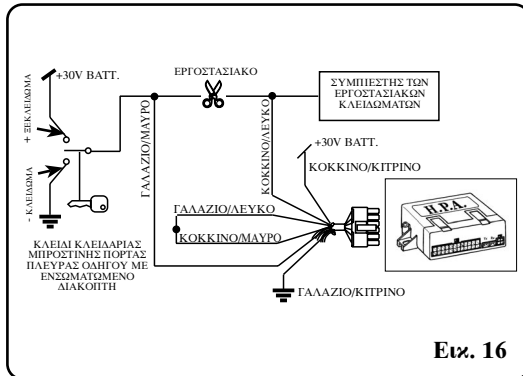 +30V BATT.
+ ΞΕΚΛΕΙΔΩΜΑ
- ΚΛΕΙΔΩΜΑ
ΚΛΕΙΔΙ ΚΛΕΙΔΑΡΙΑΣ
ΜΠΡΟΣΤΙΝΗΣ ΠΟΡΤΑΣ
ΠΛΕΥΡΑΣ ΟΔΗΓΟΥ ΜΕ
ΕΝΣΩΜΑΤΩΜΕΝΟ
ΔΙΑΚΟΠΤΗ
ΓΑΛΑΖΙΟ/ΜΑΥΡΟ
ΕΡΓΟΣΤΑΣΙΑΚΟ
ΚΟΚΚΙΝΟ/ΛΕΥΚΟ
ΣΥΜΠΙΕΣΤΗΣ ΤΩΝ
ΕΡΓΟΣΤΑΣΙΑΚΩΝ
ΚΛΕΙΔΩΜΑΤΩΝ
+30V BATT.
ΚΟΚΚΙΝΟ/ΚΙΤΡΙΝΟ
ΓΑΛΑΖΙΟ/ΛΕΥΚΟ
ΚΟΚΚΙΝΟ/ΜΑΥΡΟ
ΓΑΛΑΖΙΟ/ΚΙΤΡΙΝΟ
H.P.A.
Εικ. 16